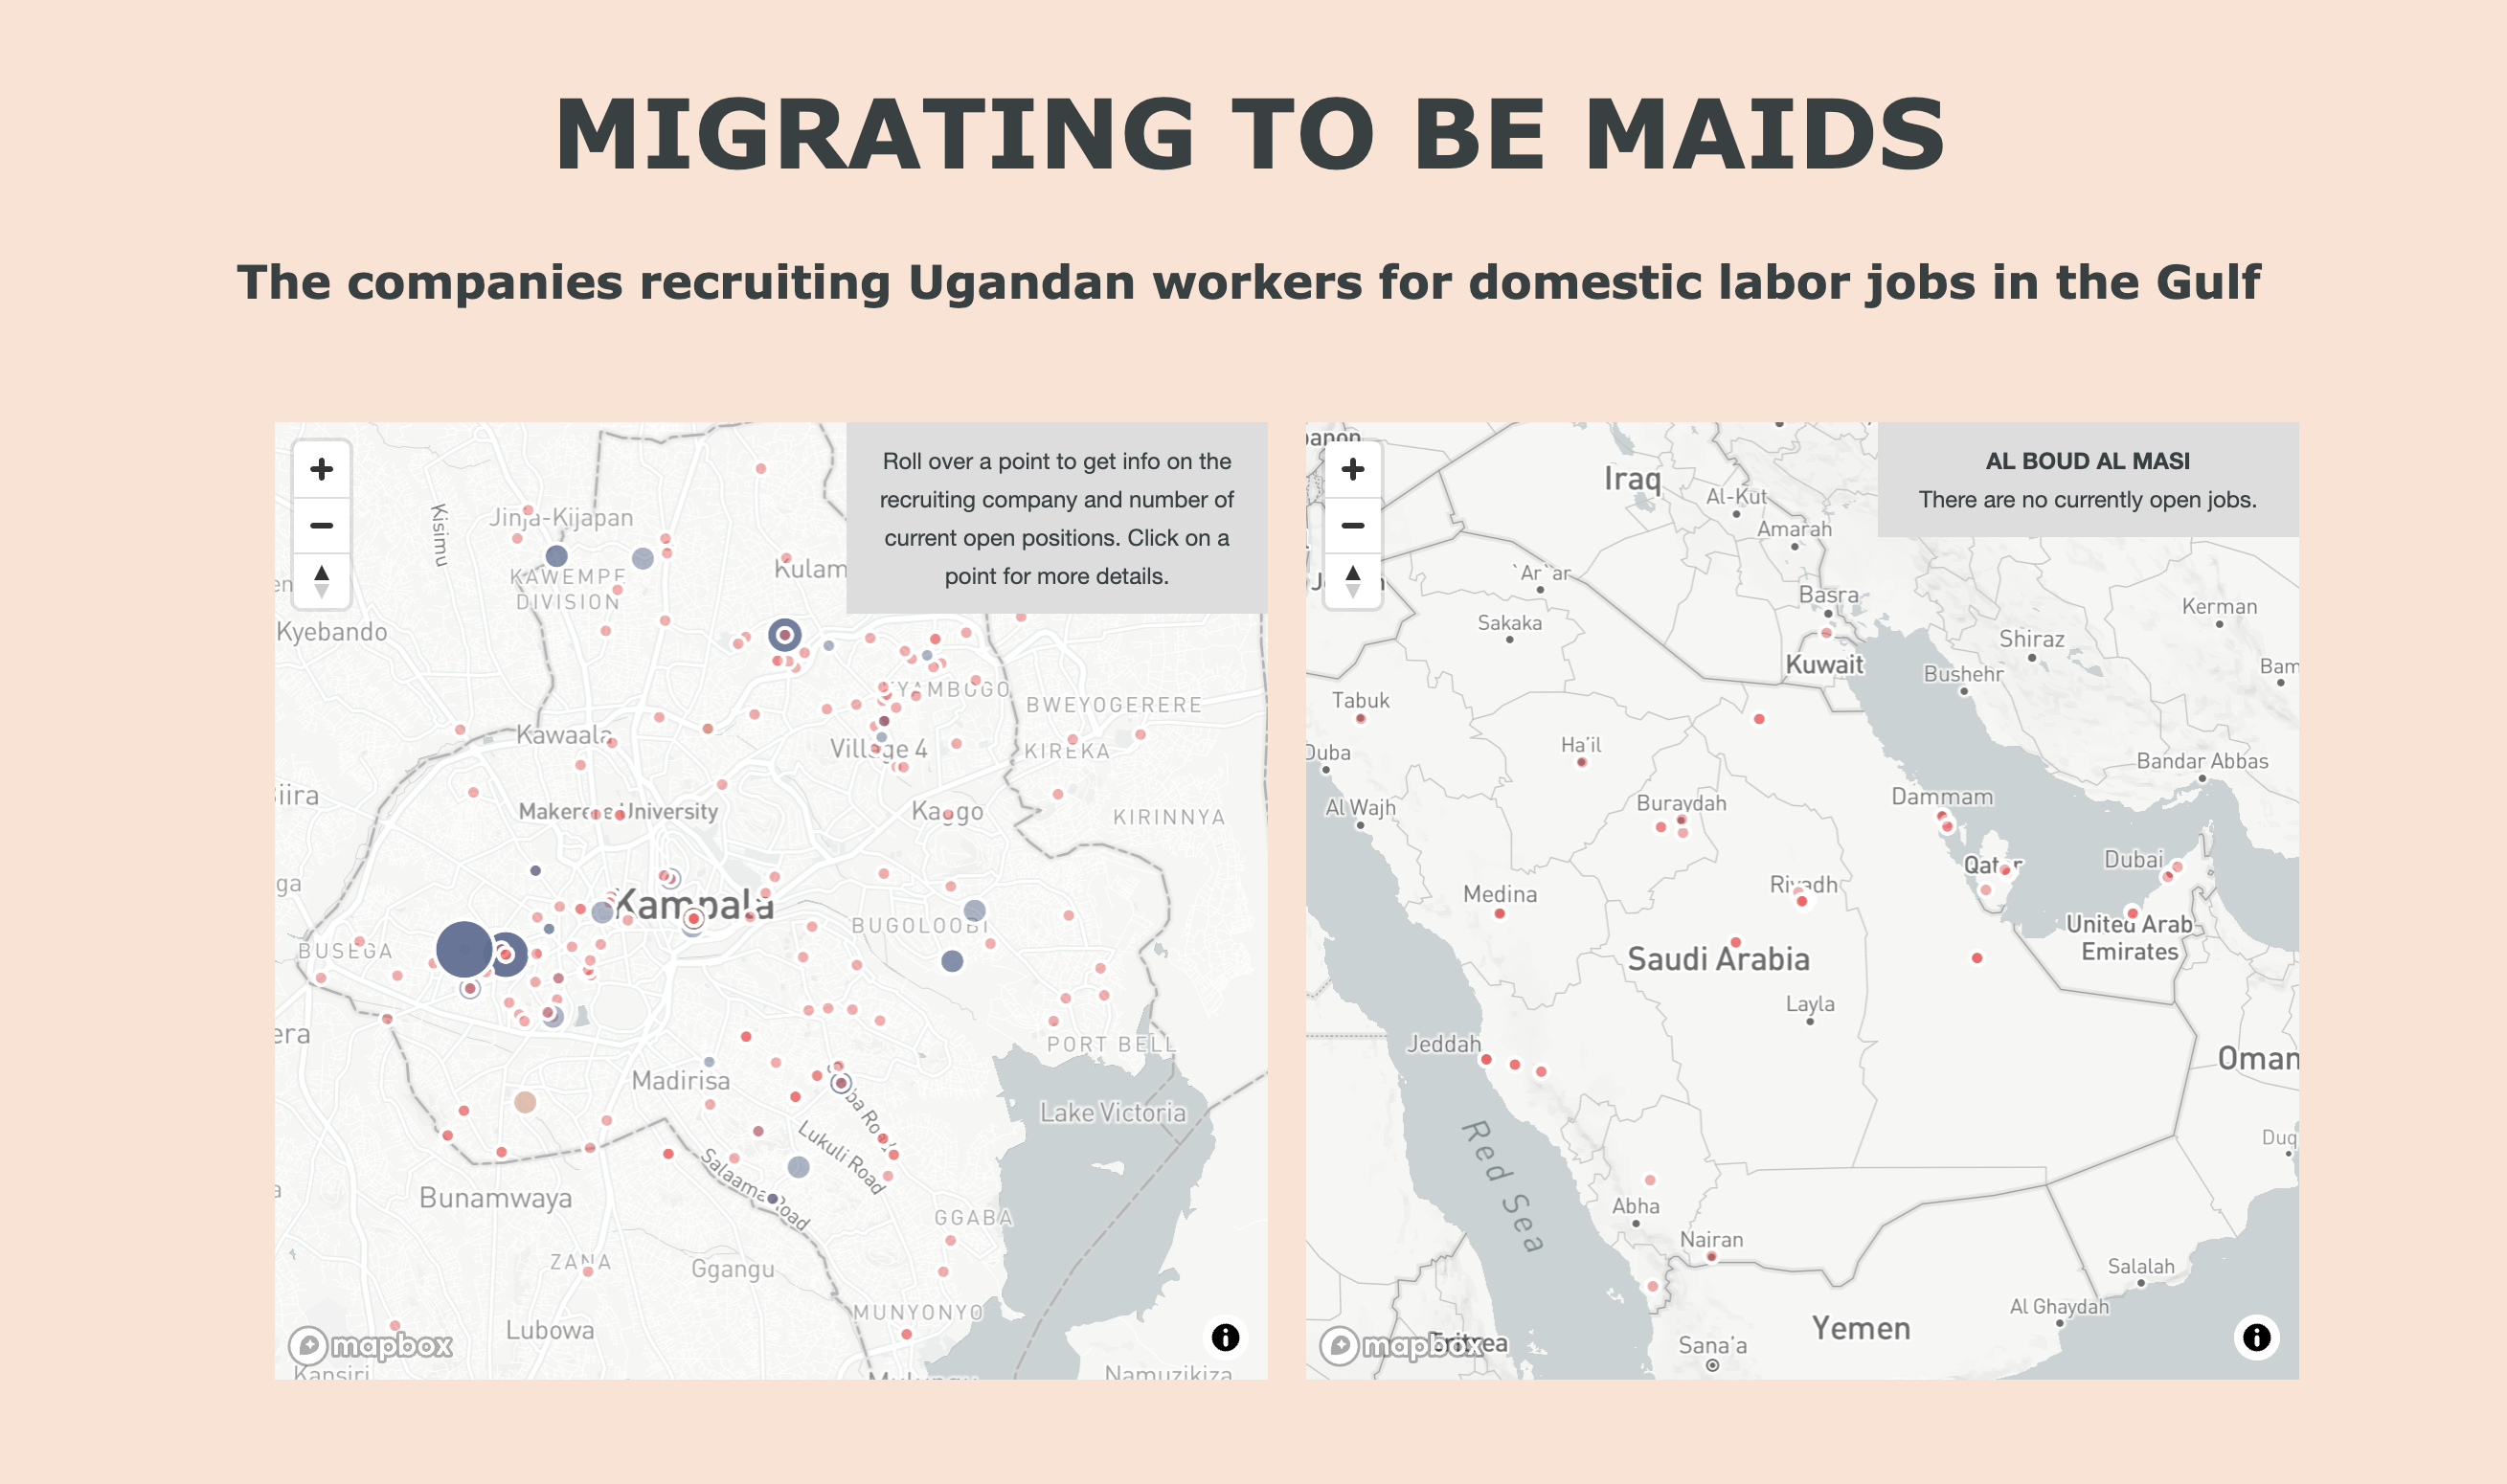 MIGRATING TO BE MAIDS
The companies recruiting Ugandan workers for domestic labor jobs in the Gulf
Roll over a point to get info on the
recruiting company and number of
current open positions. Click on a
point for more details.
Kisimu
Jinja-Kijapan
KAWEMPE
DIVISION
Kulam
Kyebando
KYAMBOGO
BWEYOGERERE
Kawaala
Village 4
KIREKA
Makerere University
KIRINNYA
Kampala
BUGOLOOBI
BUSEGA
PORT BELL
Madirisa
Lake Victoria
Lukuli Road
Salaama Road
Bunamwaya
GGABA
ZANA
Ggangu
MUNYONYO
Lubowa
mapbox
Kansiri
Namuzikiza
AL BOUD AL MASI
There are no currently open jobs.
Iraq
Al-Kut
Amarah
`Ar`ar
Basra
Kerman
Sakaka
Shiraz
Kuwait
Bushehr
Bam
Tabuk
Duba
Ha'il
Bandar Abbas
Al Wajh
Buraydah
Dammam
Qatar
Dubai
Medina
Riyadh
United Arab
Emirates
Saudi Arabia
Layla
Jeddah
Oman
Duq
Red Sea
Abha
Najran
Salalah
Al Ghaydah
Yemen
Sana'a
mapbox
Eritrea